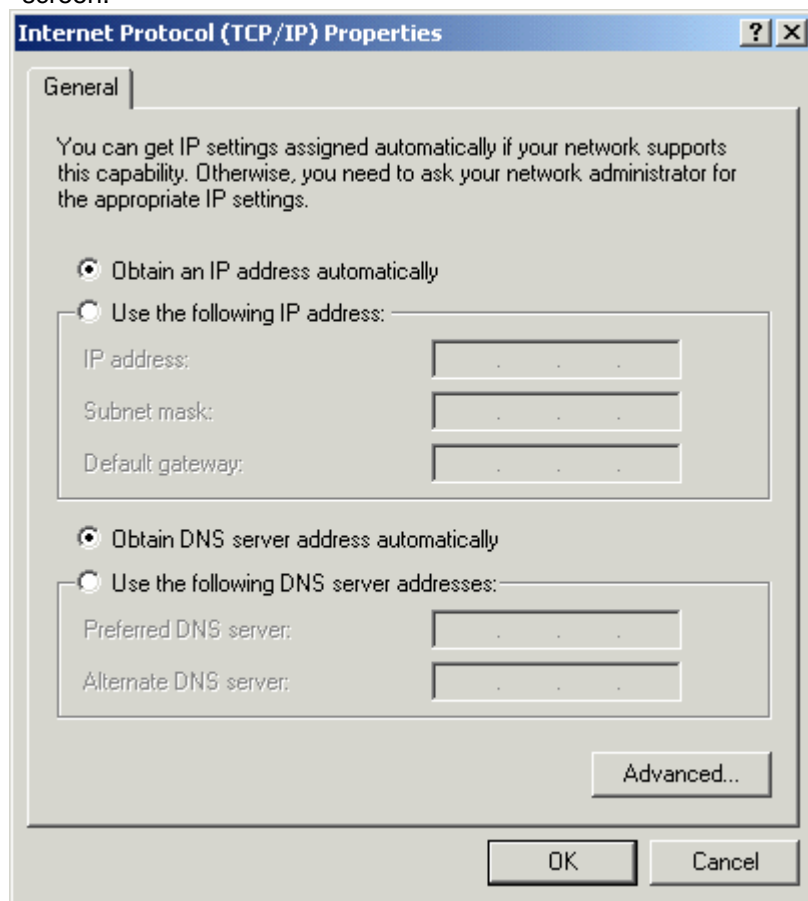 screen.
Internet Protocol (TCP/IP) Properties
General
You can get IP settings assigned automatically if your network supports
this capability. Otherwise, you need to ask your network administrator for
the appropriate IP settings.
Obtain an IP address automatically
Use the following IP address:
IP address:
Subnet mask:
Default gateway:
Obtain DNS server address automatically
Use the following DNS server addresses:
Preferred DNS server:
Alternate DNS server:
Advanced...
OK
Cancel